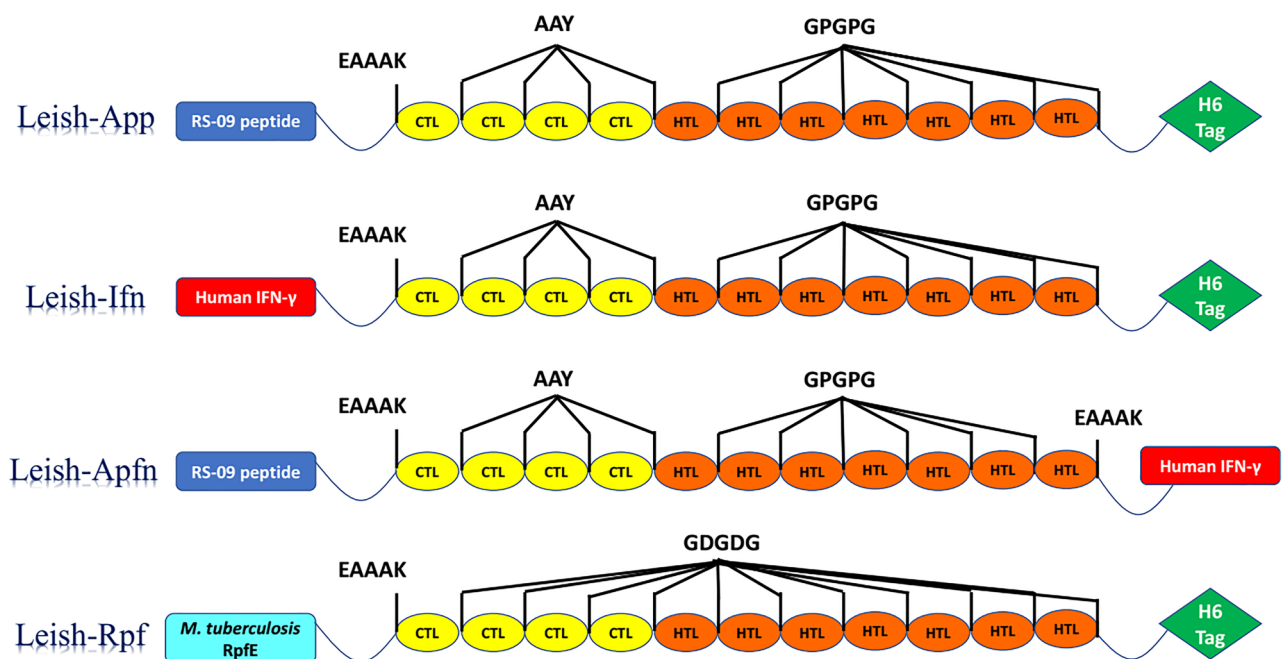 AAY GPGPG
EAAAK
Leish-App RS-09 peptide CTL CTL CTL CTL HTL HTL HTL HTL HTL HTL HTL H6
Tag
AAY GPGPG
EAAAK
Leish-Ifn Human IFN-γ CTL CTL CTL CTL HTL HTL HTL HTL HTL HTL HTL H6
Tag
AAY GPGPG
EAAAK EAAAK
Leish-Apfn RS-09 peptide CTL CTL CTL CTL HTL HTL HTL HTL HTL HTL HTL Human IFN-γ
GDGDG
EAAAK
Leish-Rpf M. tuberculosis
RpfE CTL CTL CTL CTL HTL HTL HTL HTL HTL HTL HTL H6
Tag